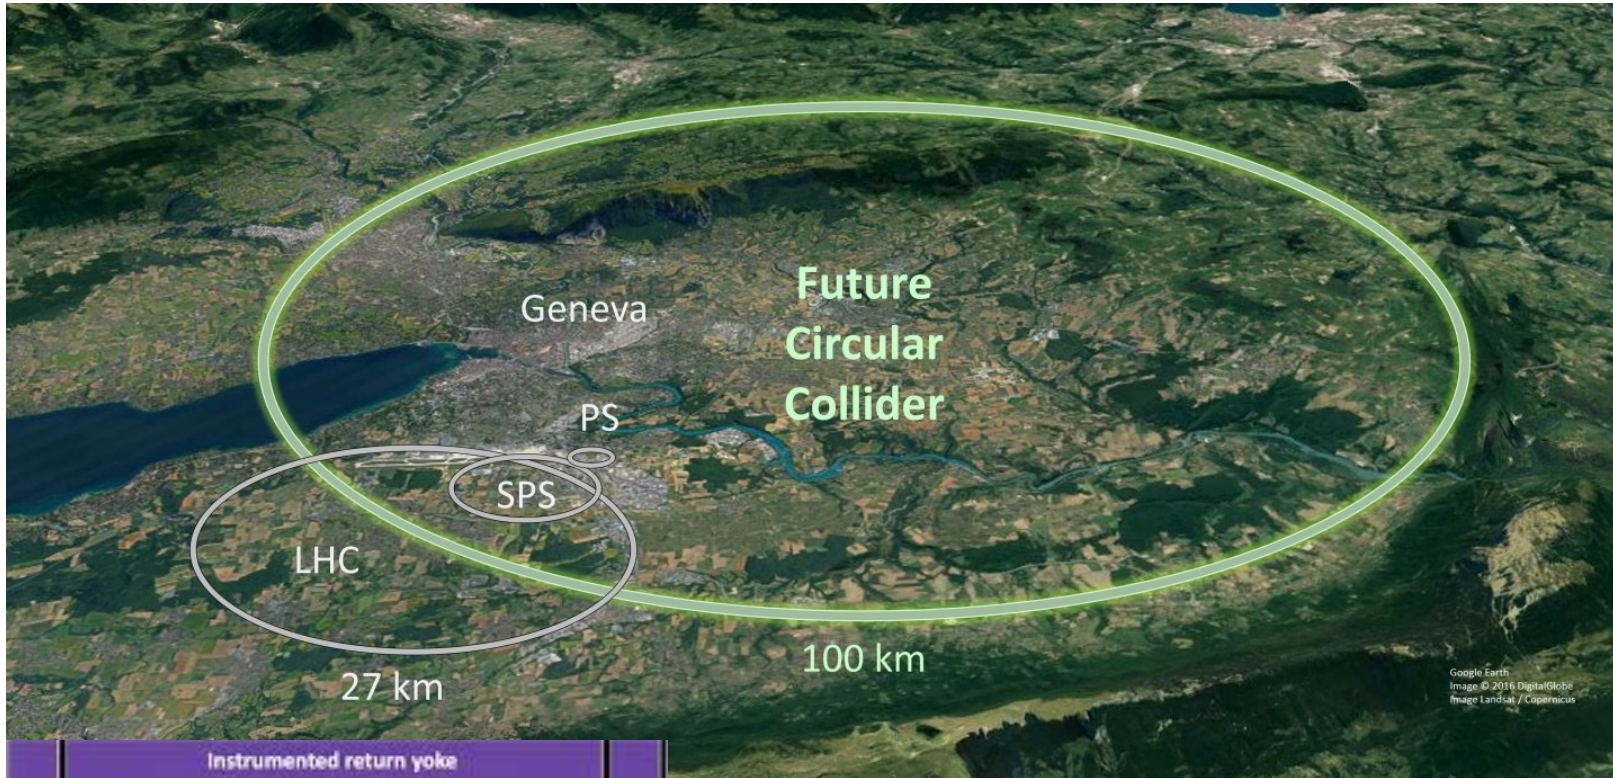 Future
Circular
Collider
Geneva
PS
SPS
LHC
100 km
27 km
Google Earth
Image © 2016 DigitalGlobe
Image Landsat / Copernicus
Instrumented return yoke